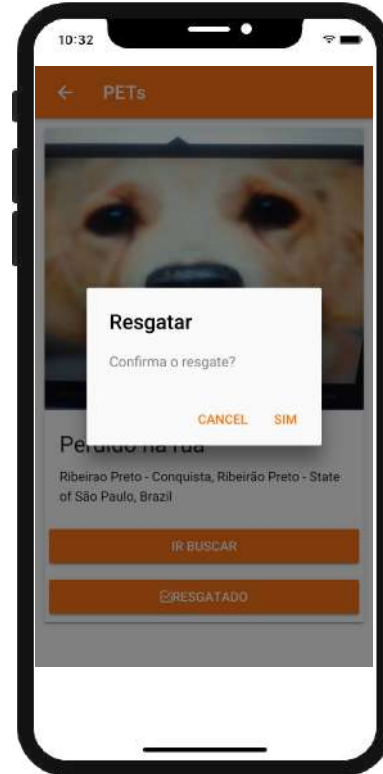 10:32
PETs
Resgatar
Confirma o resgate?
CANCEL SIM
Perdido na rua
Ribeirao Preto - Conquista, Ribeirão Preto - State
of São Paulo, Brazil
IR BUSCAR
RESGATADO